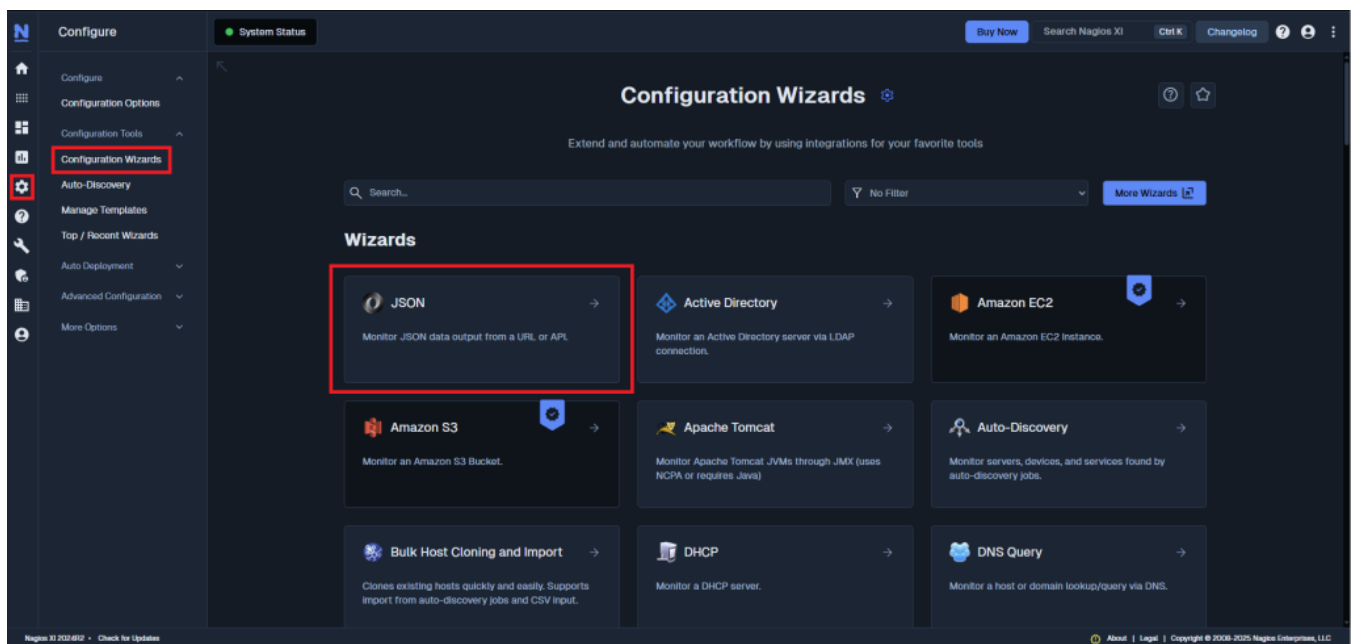 N
Configure
System Status
Buy Now
Search Nagios XI
Ctrl K
Changelog
Configure
Configuration Options
Configuration Tools
Configuration Wizards
Auto-Discovery
Manage Templates
Top / Recent Wizards
Auto Deployment
Advanced Configuration
More Options
Configuration Wizards
Extend and automate your workflow by using integrations for your favorite tools
Search...
No Filter
More Wizards
Wizards
JSON
Monitor JSON data output from a URL or API.
Active Directory
Monitor an Active Directory server via LDAP
connection.
Amazon EC2
Monitor an Amazon EC2 Instance.
Amazon S3
Monitor an Amazon S3 Bucket.
Apache Tomcat
Monitor Apache Tomcat JVMs through JMX (uses
NCPA or requires Java)
Auto-Discovery
Monitor servers, devices, and services found by
auto-discovery jobs.
Bulk Host Cloning and Import
Clones existing hosts quickly and easily. Supports
import from auto-discovery jobs and CSV input.
DHCP
Monitor a DHCP server.
DNS Query
Monitor a host or domain lookup/query via DNS.
Nagios XI 2024R2 • Check for Updates
About | Legal | Copyright © 2008-2025 Nagios Enterprises, LLC